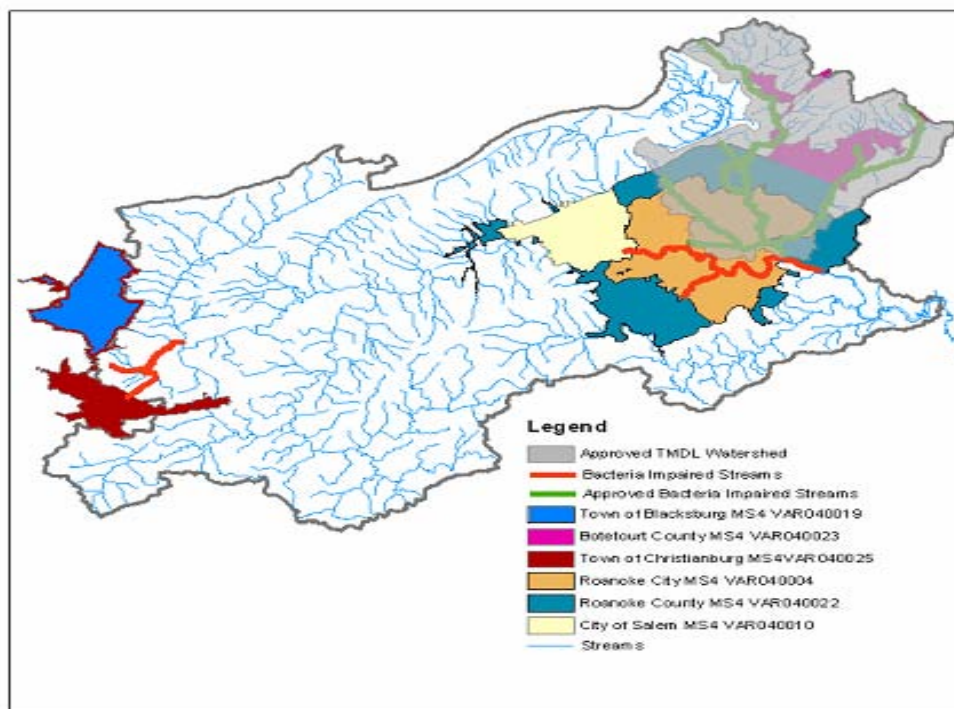 Legend
Approved TMDL Watershed
Bacteria Impaired Streams
Approved Bacteria Impaired Streams
Town of Blacksburg MS4 VAR040019
Botetourt County MS4 VAR040023
Town of Christianburg MS4VAR040025
Roanoke City MS4 VAR040004
Roanoke County MS4 VAR040022
City of Salem MS4 VAR040010
Streams